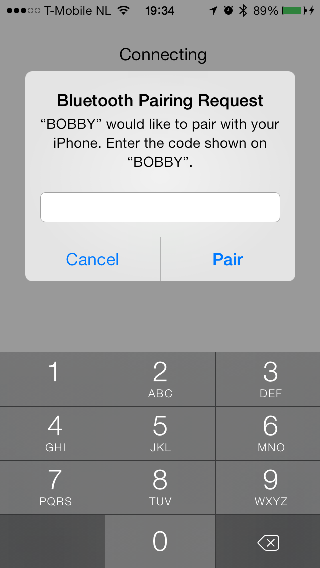 T-Mobile NL 19:34 89%
Connecting
Bluetooth Pairing Request
“BOBBY” would like to pair with your
iPhone. Enter the code shown on
“BOBBY”.
Cancel Pair
1 2 3
ABC DEF
4 5 6
GHI JKL MNO
7 8 9
PQRS TUV WXYZ
0